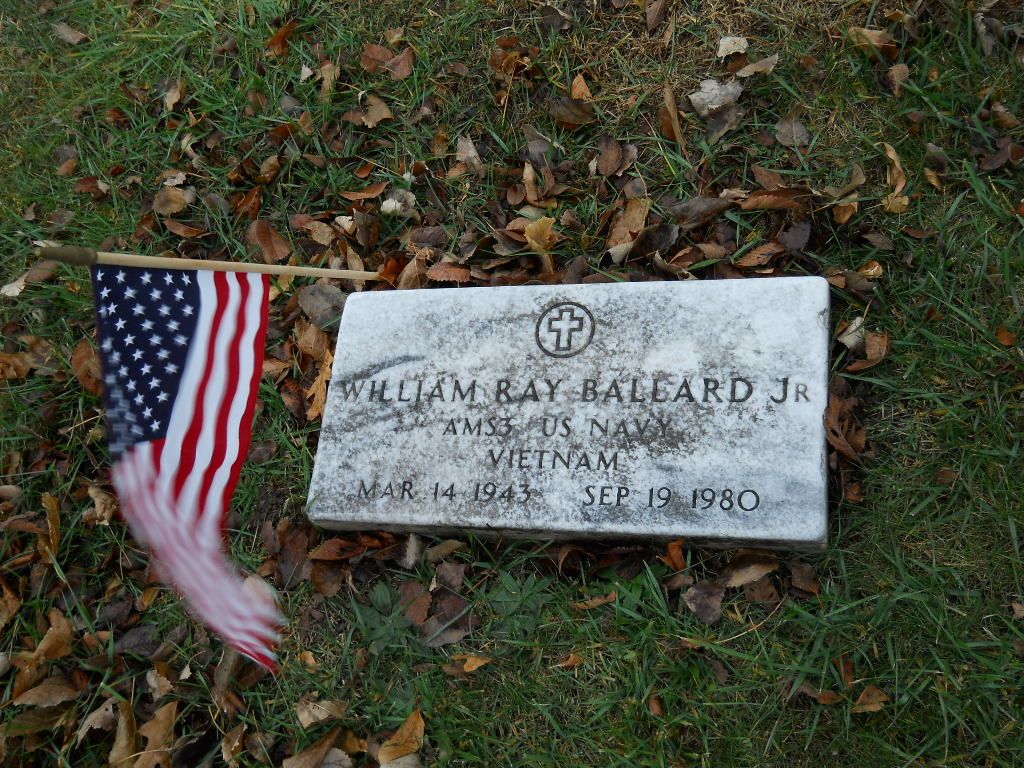 WILLIAM RAY BALLARD JR
AMS3 US NAVY
VIETNAM
MAR 14 1943 SEP 19 1980